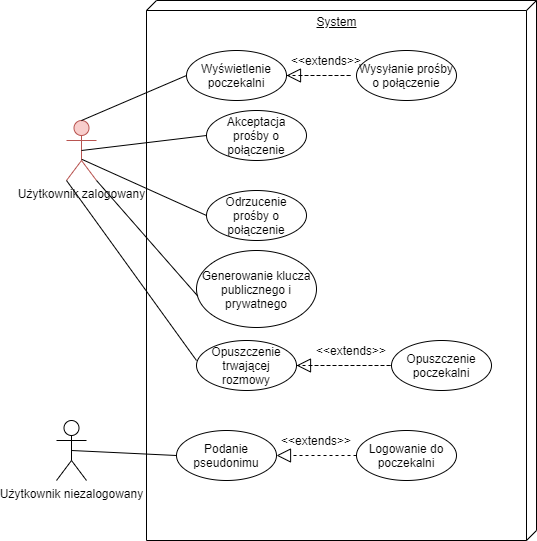 System
Wyświetlenie
poczekalni
<<extends>>
Wysyłanie prośby
o połączenie
Akceptacja
prośby o
połączenie
Użytkownik zalogowany
Odrzucenie
prośby o
połączenie
Generowanie klucza
publicznego i
prywatnego
Opuszczenie
trwającej
rozmowy
<<extends>>
Opuszczenie
poczekalni
Użytkownik niezalogowany
Podanie
pseudonimu
<<extends>>
Logowanie do
poczekalni